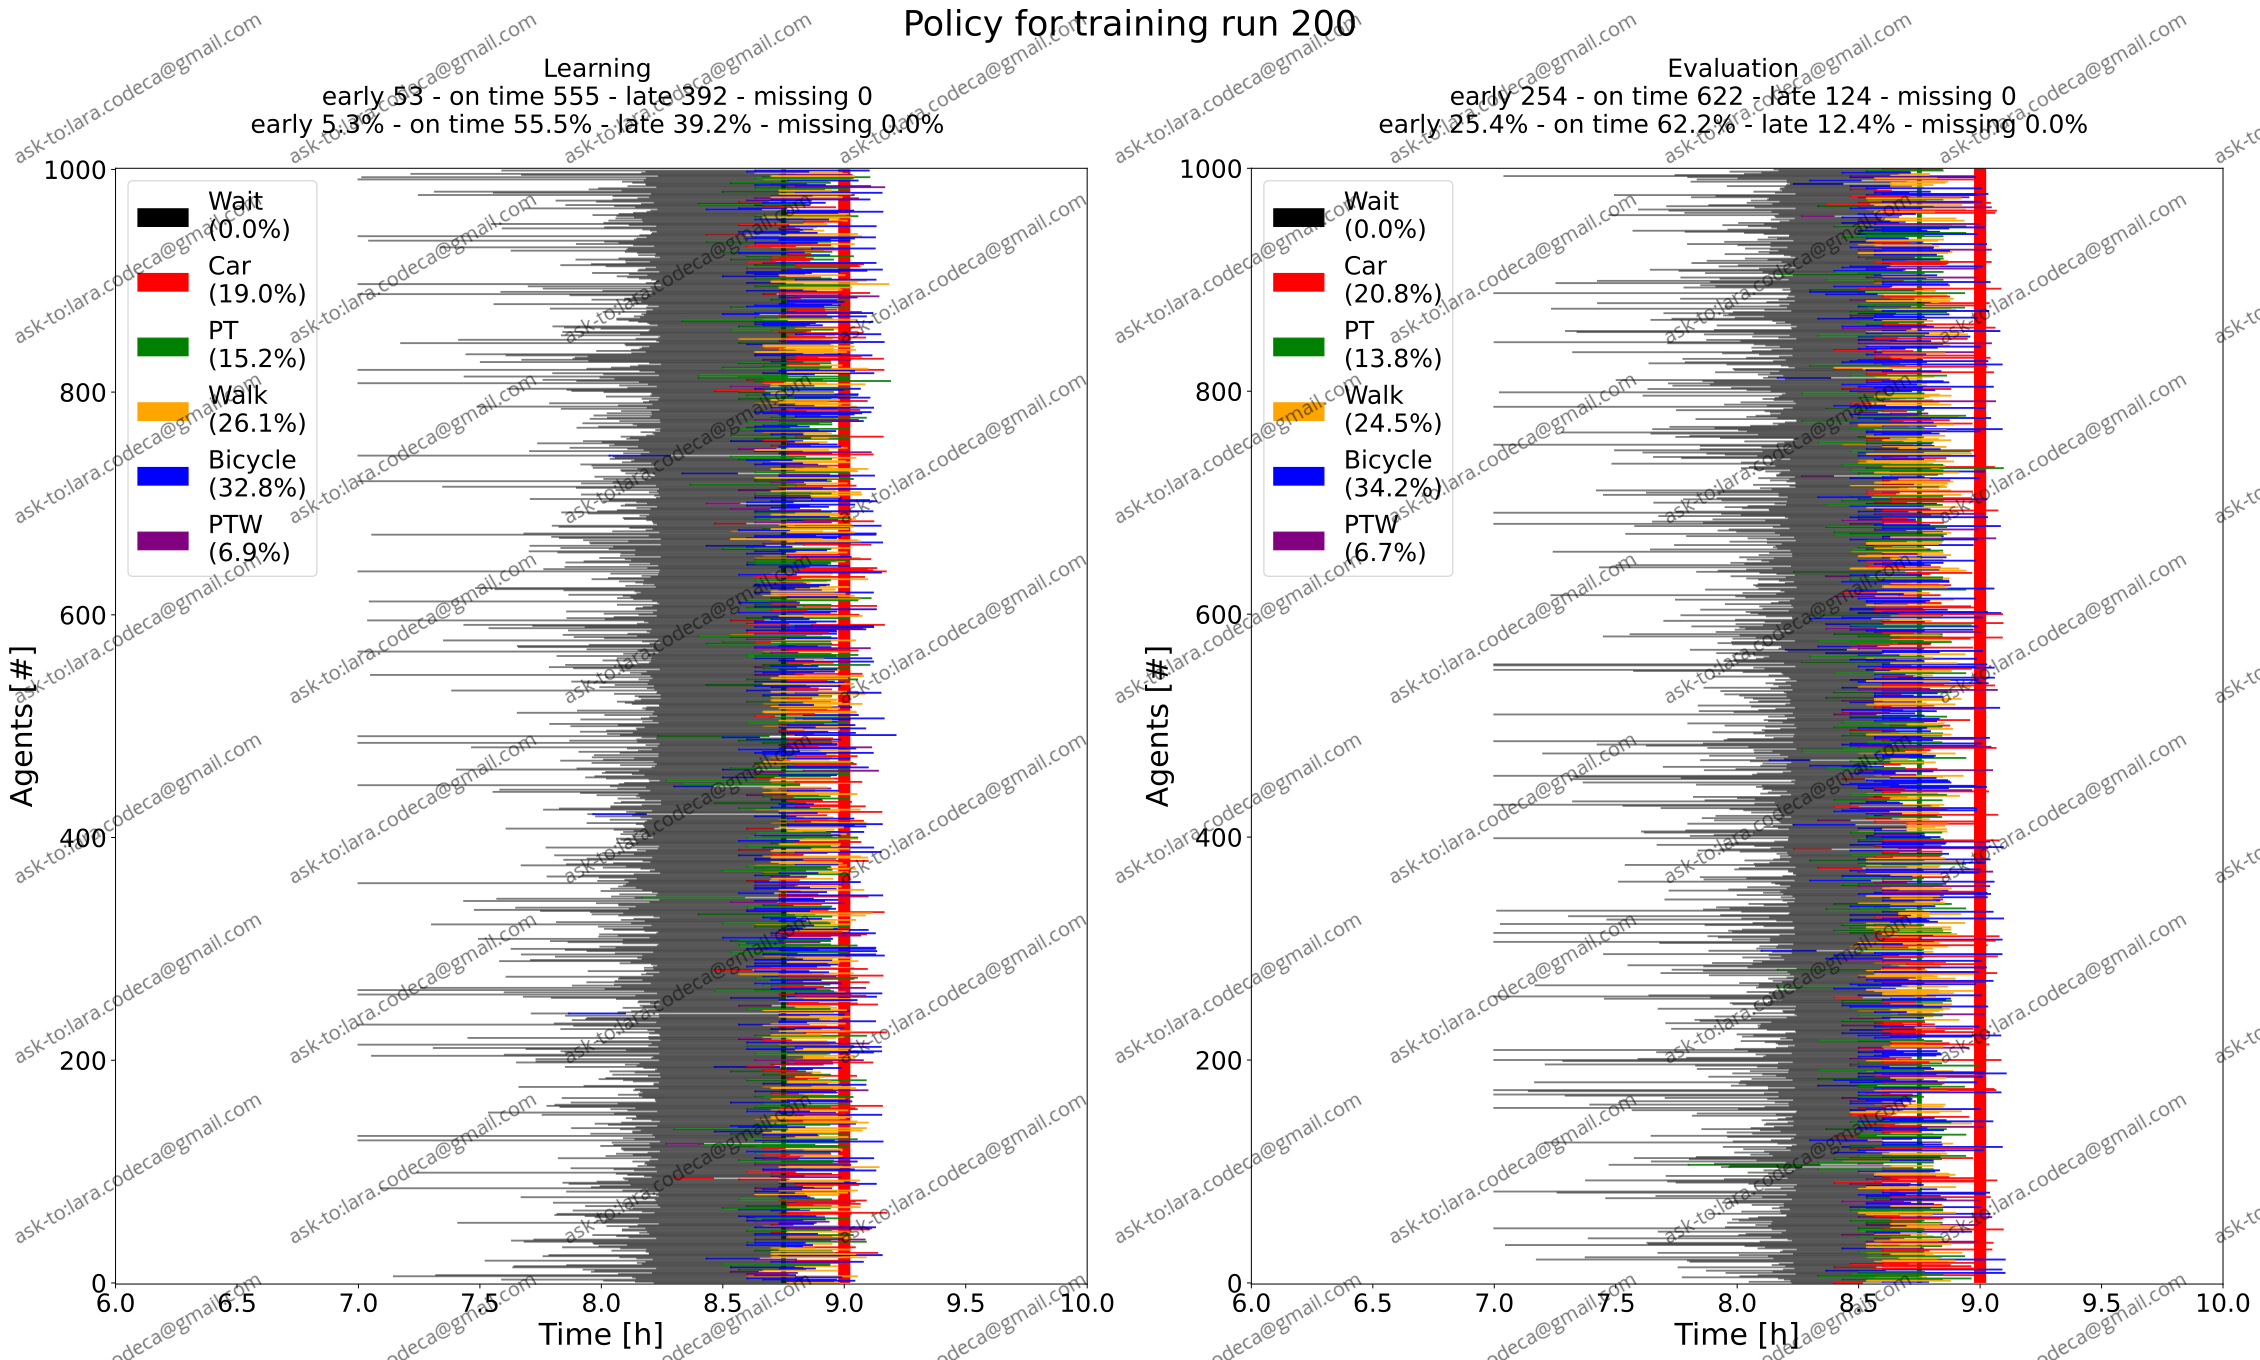 Policy for training run 200
Learning
early 53 - on time 555 - late 392 - missing 0
early 5.3% - on time 55.5% - late 39.2% - missing 0.0%
Evaluation
early 254 - on time 622 - late 124 - missing 0
early 25.4% - on time 62.2% - late 12.4% - missing 0.0%
Agents [#]
1000
800
600
400
200
0
Wait
(0.0%)
Car
(19.0%)
PT
(15.2%)
Walk
(26.1%)
Bicycle
(32.8%)
PTW
(6.9%)
6.0 6.5 7.0 7.5 8.0 8.5 9.0 9.5 10.0
Time [h]
Agents [#]
1000
800
600
400
200
0
Wait
(0.0%)
Car
(20.8%)
PT
(13.8%)
Walk
(24.5%)
Bicycle
(34.2%)
PTW
(6.7%)
6.0 6.5 7.0 7.5 8.0 8.5 9.0 9.5 10.0
Time [h]
ask-to:lara.codeca@gmail.com